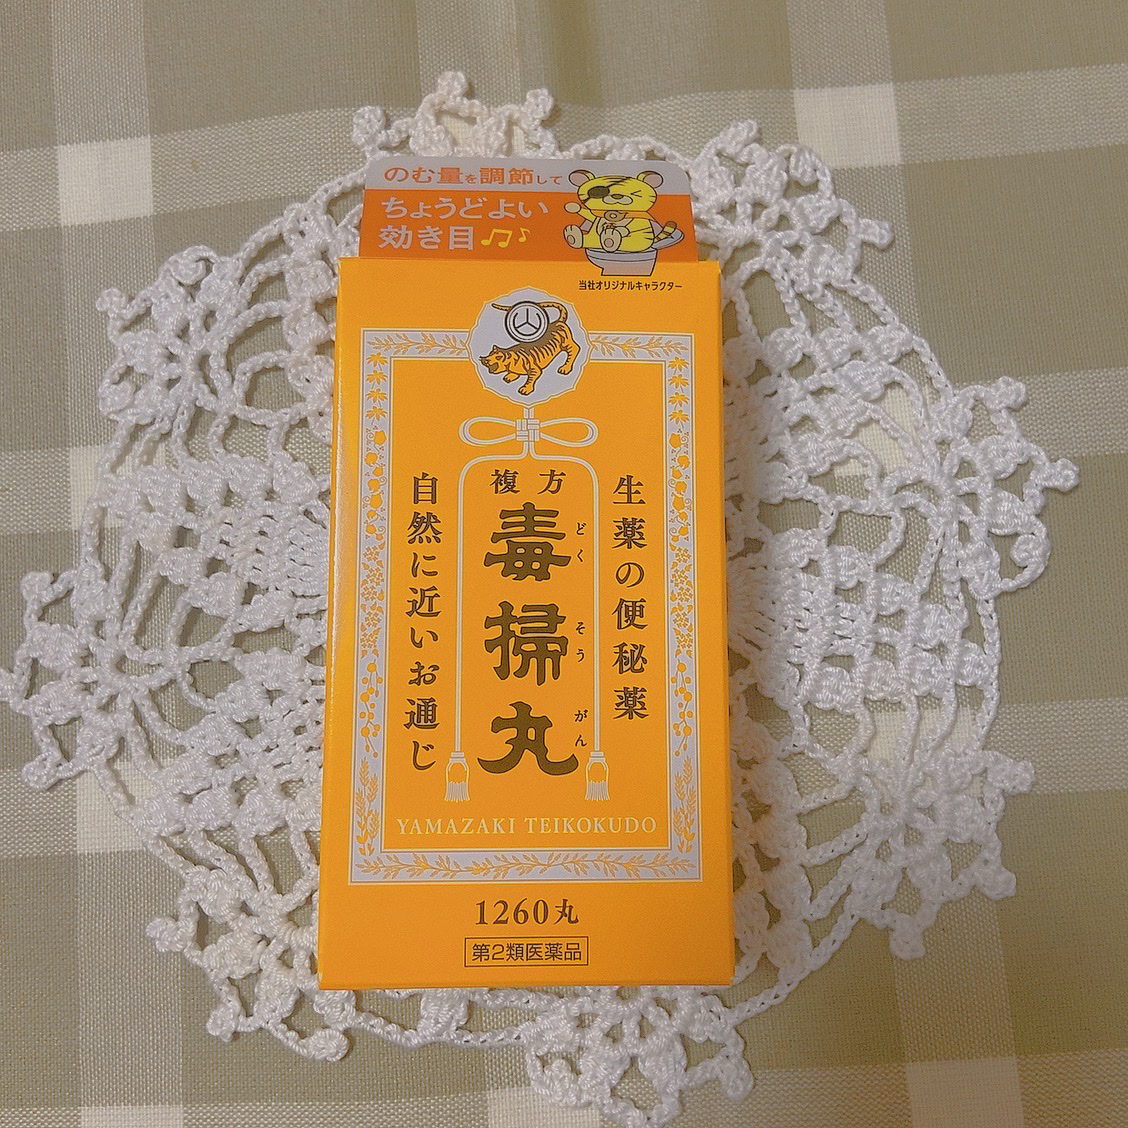 のむ量を調節して
ちょうどよい
効き目♫♪
当社オリジナルキャラクター
生薬の便秘薬
複方
毒掃丸
どくそうがん
自然に近いお通じ
YAMAZAKI TEIKOKUDO
1260丸
第2類医薬品